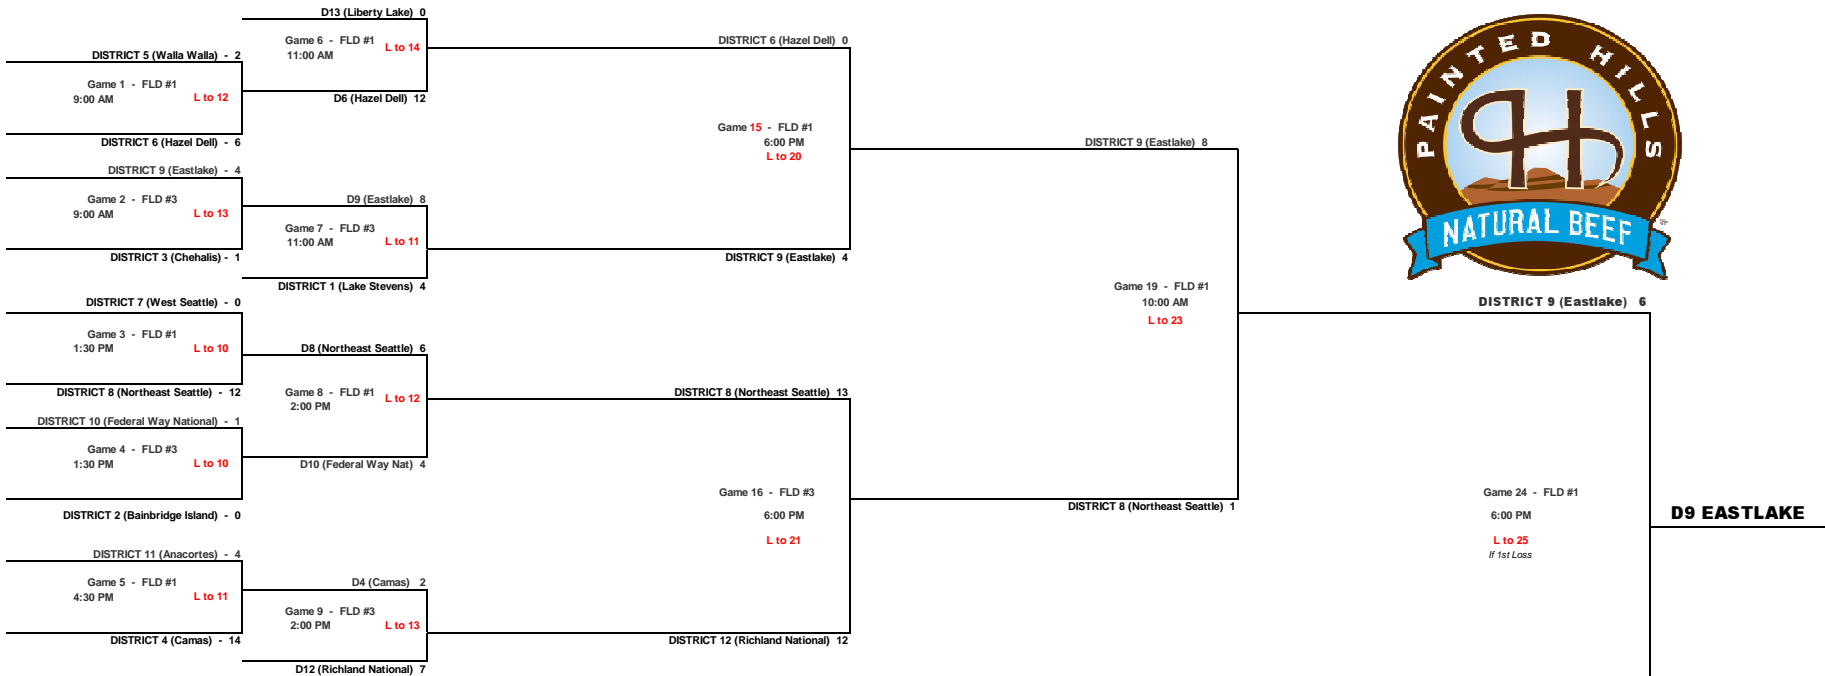 D13 (Liberty Lake) 0
Game 6 - FLD #1
L to 14
11:00 AM
DISTRICT 5 (Walla Walla) - 2
Game 1 - FLD #1
9:00 AM
L to 12
D6 (Hazel Dell) 12
DISTRICT 6 (Hazel Dell) - 6
DISTRICT 9 (Eastlake) - 4
Game 2 - FLD #3
9:00 AM
L to 13
D9 (Eastlake) 8
Game 7 - FLD #3
11:00 AM
L to 11
DISTRICT 3 (Chehalis) - 1
DISTRICT 1 (Lake Stevens) 4
DISTRICT 7 (West Seattle) - 0
Game 3 - FLD #1
1:30 PM
L to 10
D8 (Northeast Seattle) 6
Game 8 - FLD #1
L to 12
2:00 PM
DISTRICT 8 (Northeast Seattle) - 12
DISTRICT 10 (Federal Way National) - 1
Game 4 - FLD #3
1:30 PM
L to 10
D10 (Federal Way Nat) 4
DISTRICT 2 (Bainbridge Island) - 0
DISTRICT 11 (Anacortes) - 4
Game 5 - FLD #1
4:30 PM
L to 11
D4 (Camas) 2
Game 9 - FLD #3
2:00 PM
L to 13
DISTRICT 4 (Camas) - 14
D12 (Richland National) 7
DISTRICT 6 (Hazel Dell) 0
Game 15 - FLD #1
6:00 PM
L to 20
DISTRICT 9 (Eastlake) 4
DISTRICT 8 (Northeast Seattle) 13
Game 16 - FLD #3
6:00 PM
L to 21
DISTRICT 12 (Richland National) 12
DISTRICT 9 (Eastlake) 8
Game 19 - FLD #1
10:00 AM
L to 23
DISTRICT 8 (Northeast Seattle) 1
PAINTED HILLS
NATURAL BEEF
DISTRICT 9 (Eastlake) 6
Game 24 - FLD #1
6:00 PM
L to 25
If 1st Loss
D9 EASTLAKE